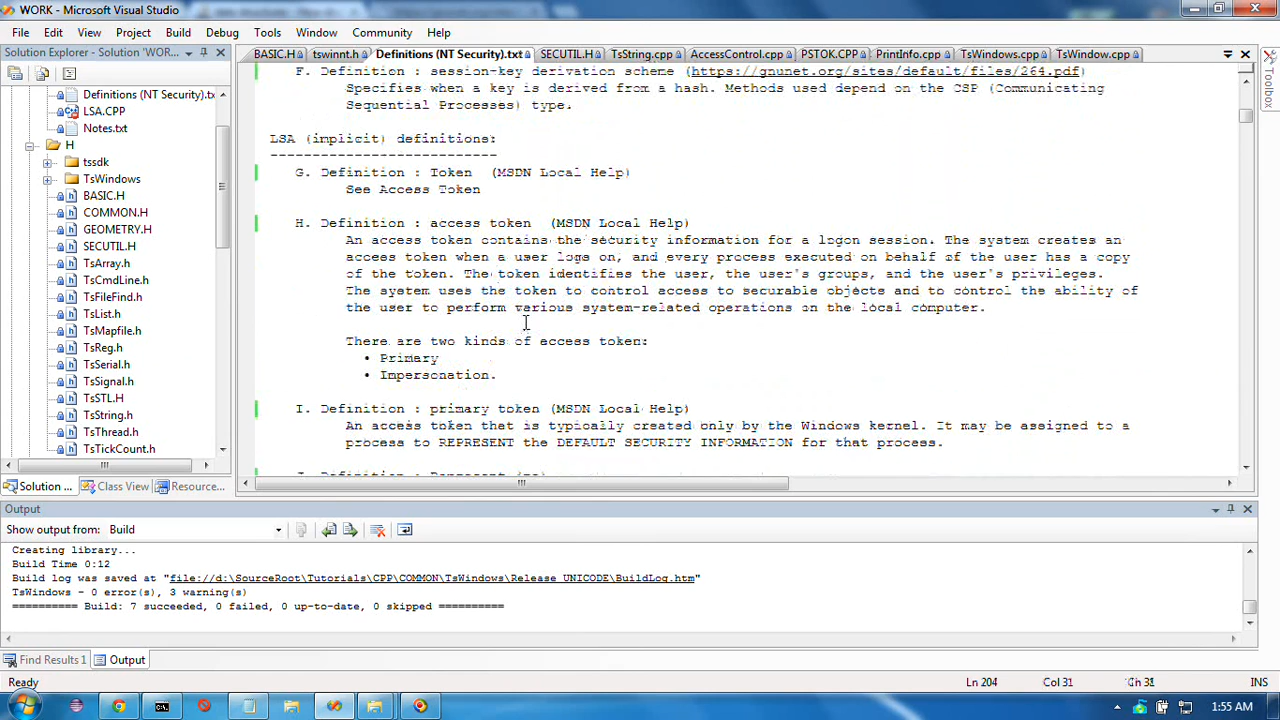 WORK - Microsoft Visual Studio
File Edit View Project Build Debug Tools Window Community Help
Solution Explorer - Solution 'WOR...
BASIC.H tswinnt.h Definitions (NT Security).txt SECUTIL.H TsString.cpp AccessControl.cpp PSTOK.CPP PrintInfo.cpp TsWindows.cpp TsWindow.cpp
Toolbox
Definitions (NT Security).tx
LSA.CPP
Notes.txt
H
tssdk
TsWindows
BASIC.H
COMMON.H
GEOMETRY.H
SECUTIL.H
TsArray.h
TsCmdLine.h
TsFileFind.h
TsList.h
TsMapfile.h
TsReg.h
TsSerial.h
TsSignal.h
TsSTL.H
TsString.h
TsThread.h
TsTickCount.h
Solution ... Class View Resource...
F. Definition : session-key derivation scheme (https://gnunet.org/sites/default/files/264.pdf)
Specifies when a key is derived from a hash. Methods used depend on the CSP (Communicating
Sequential Processes) type.
LSA (implicit) definitions:
---------------------------
G. Definition : Token (MSDN Local Help)
See Access Token
H. Definition : access token (MSDN Local Help)
An access token contains the security information for a logon session. The system creates an
access token when a user logs on, and every process executed on behalf of the user has a copy
of the token. The token identifies the user, the user's groups, and the user's privileges.
The system uses the token to control access to securable objects and to control the ability of
the user to perform various system-related operations on the local computer.
There are two kinds of access token:
• Primary
• Impersonation.
I. Definition : primary token (MSDN Local Help)
An access token that is typically created only by the Windows kernel. It may be assigned to a
process to REPRESENT the DEFAULT SECURITY INFORMATION for that process.
Output
Show output from: Build
Creating library...
Build Time 0:12
Build log was saved at "file://d:\SourceRoot\Tutorials\CPP\COMMON\TsWindows\Release_UNICODE\BuildLog.htm"
TsWindows - 0 error(s), 3 warning(s)
========== Build: 7 succeeded, 0 failed, 0 up-to-date, 0 skipped ==========
Find Results 1 Output
Ready Ln 204 Col 31 Ch 31 INS
1:55 AM